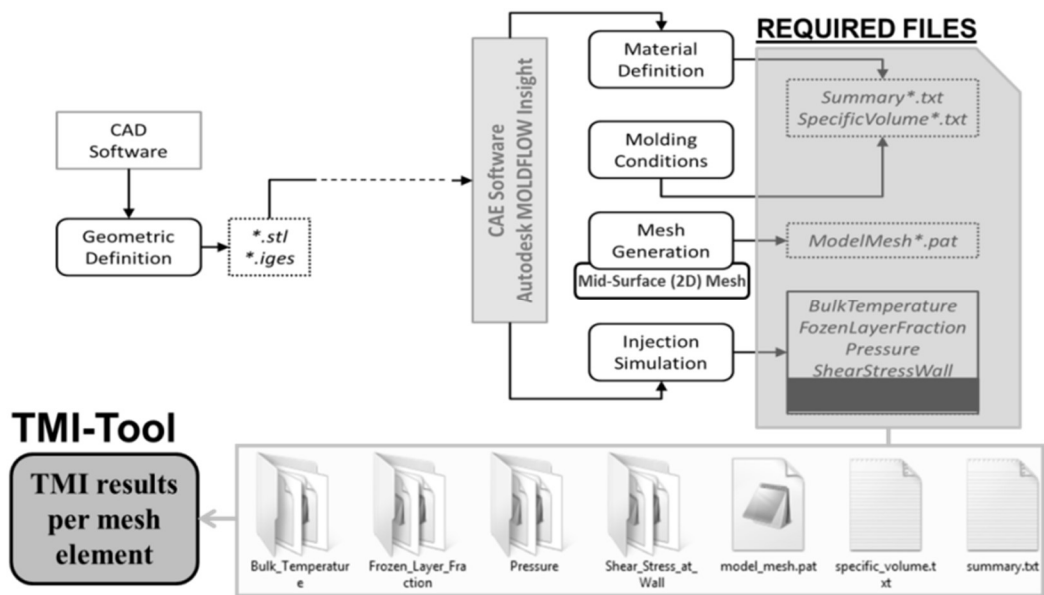 REQUIRED FILES
Material
Definition
Summary*.txt
SpecificVolume*.txt
CAD
Software
Molding
Conditions
CAE Software
Autodesk MOLDFLOW Insight
Geometric
Definition
*.stl
*.iges
Mesh
Generation
Mid-Surface (2D) Mesh
ModelMesh*.pat
Injection
Simulation
BulkTemperature
FozenLayerFraction
Pressure
ShearStressWall
TMI-Tool
TMI results
per mesh
element
Bulk_Temperatur
e
Frozen_Layer_Fra
ction
Pressure
Shear_Stress_at_
Wall
model_mesh.pat
specific_volume.t
xt
summary.txt